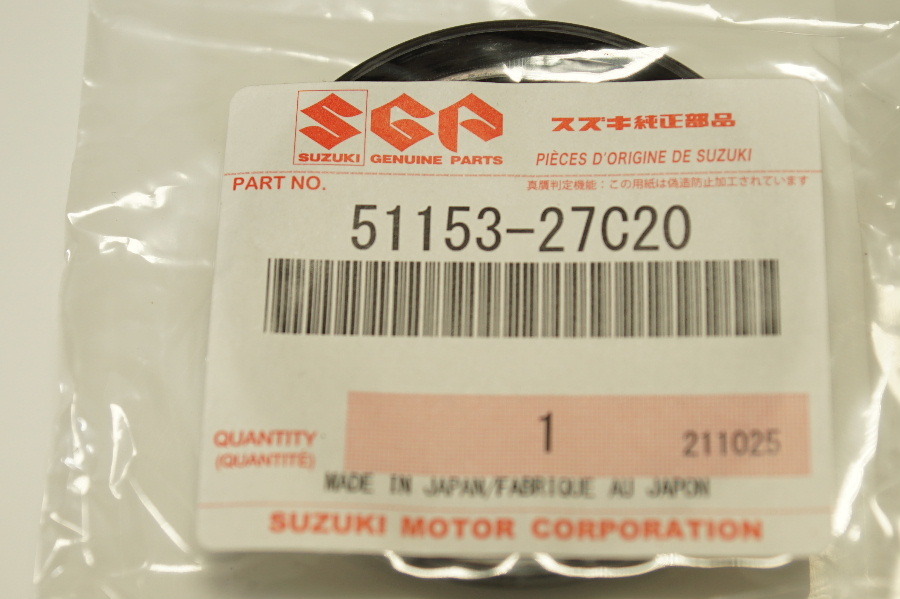 SGP
スズキ純正部品
SUZUKI GENUINE PARTS
PIÈCES D'ORIGINE DE SUZUKI
PART NO.
真贋判定機能：この用紙は偽造防止加工されています
51153-27C20
1
211025
QUANTITY
(QUANTITÉ)
MADE IN JAPAN/FABRIQUE AU JAPON
SUZUKI MOTOR CORPORATION